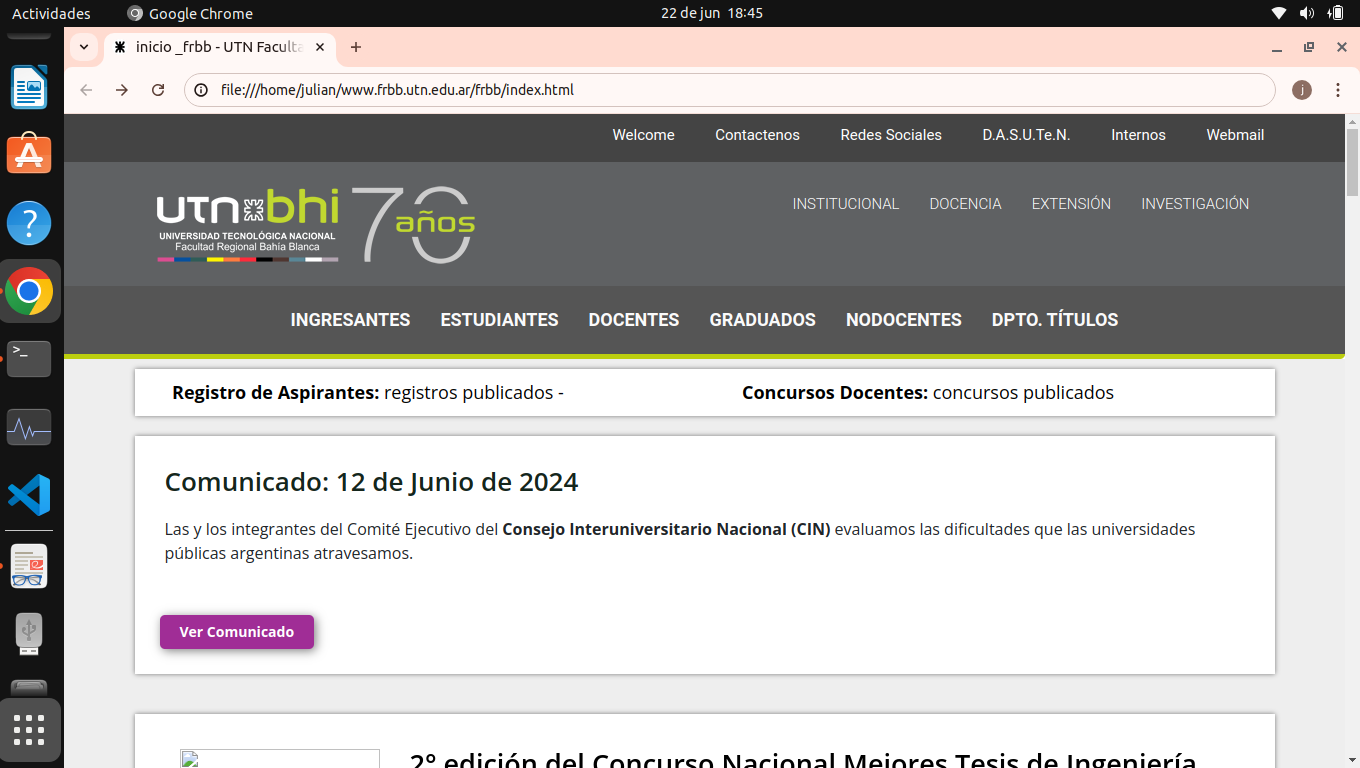 Actividades
Google Chrome
22 de jun 18:45
inicio _frbb - UTN Faculta
file:///home/julian/www.frbb.utn.edu.ar/frbb/index.html
j
Welcome
Contactenos
Redes Sociales
D.A.S.U.Te.N.
Internos
Webmail
utn bhi 70 años
UNIVERSIDAD TECNOLÓGICA NACIONAL
Facultad Regional Bahía Blanca
INSTITUCIONAL
DOCENCIA
EXTENSIÓN
INVESTIGACIÓN
INGRESANTES
ESTUDIANTES
DOCENTES
GRADUADOS
NODOCENTES
DPTO. TÍTULOS
Registro de Aspirantes: registros publicados -
Concursos Docentes: concursos publicados
Comunicado: 12 de Junio de 2024
Las y los integrantes del Comité Ejecutivo del Consejo Interuniversitario Nacional (CIN) evaluamos las dificultades que las universidades
públicas argentinas atravesamos.
Ver Comunicado
2° edición del Concurso Nacional Mejores Tesis de Ingeniería